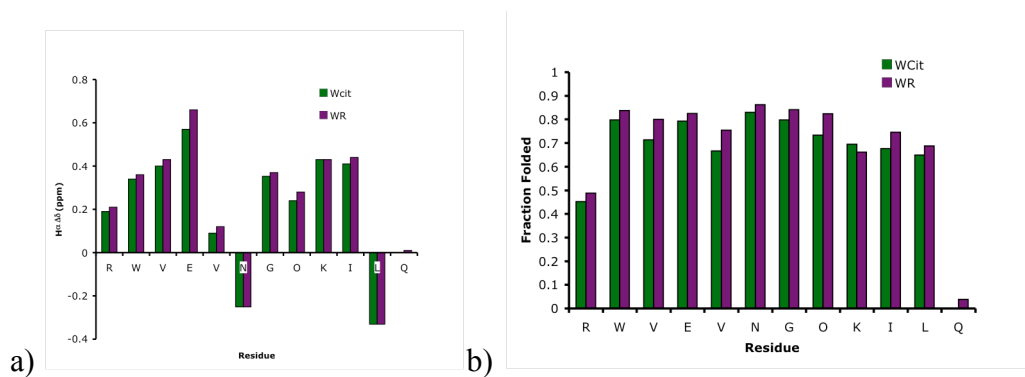 0.8
0.6
0.4
0.2
0
-0.2
-0.4
Hα Δδ (ppm)
Wcit
WR
R W V E V N G O K I L Q
Residue
a)
1
0.9
0.8
0.7
0.6
0.5
0.4
0.3
0.2
0.1
0
Fraction Folded
WCit
WR
R W V E V N G O K I L Q
Residue
b)